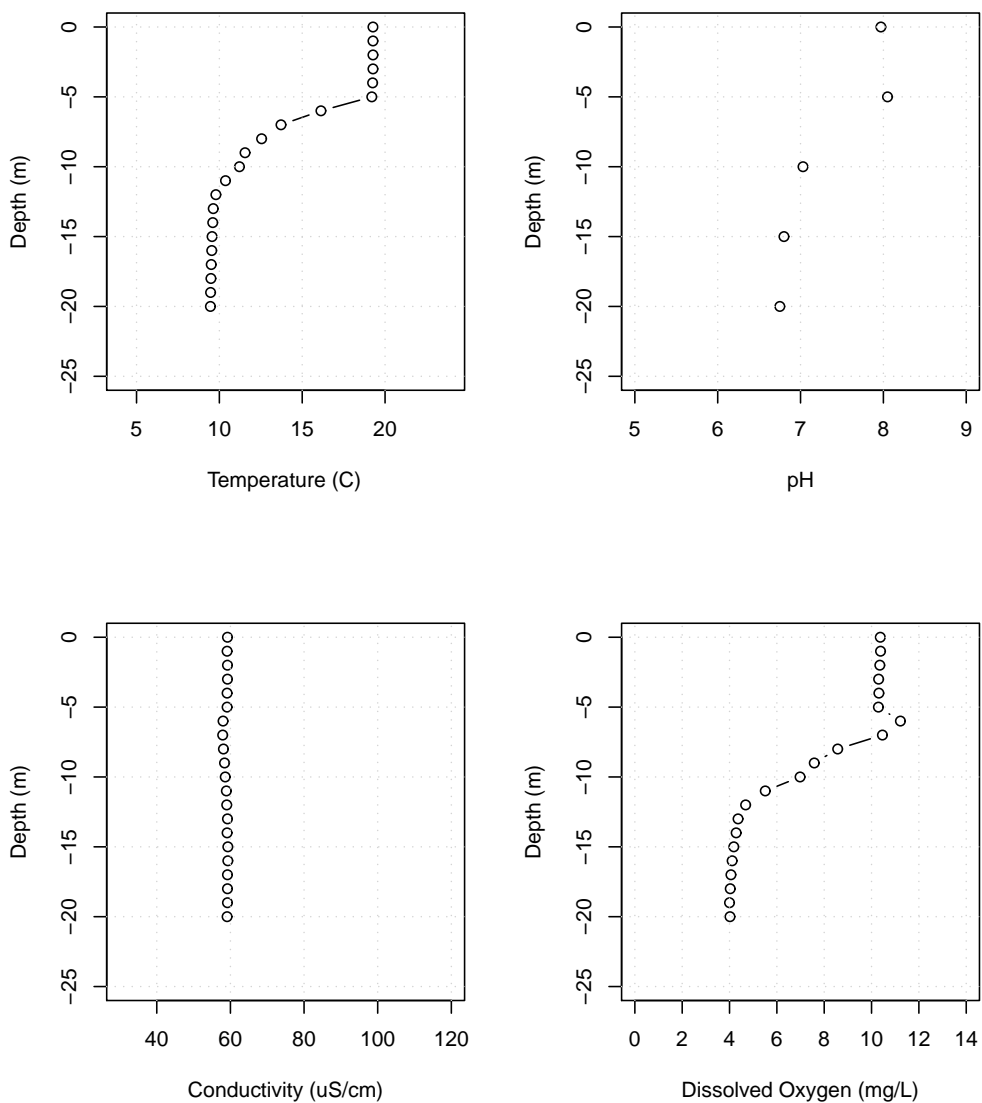 0
−5
−10
−15
−20
−25
Depth (m)
5 10 15 20
Temperature (C)
0
−5
−10
−15
−20
−25
Depth (m)
5 6 7 8 9
pH
0
−5
−10
−15
−20
−25
Depth (m)
40 60 80 100 120
Conductivity (uS/cm)
0
−5
−10
−15
−20
−25
Depth (m)
0 2 4 6 8 10 12 14
Dissolved Oxygen (mg/L)